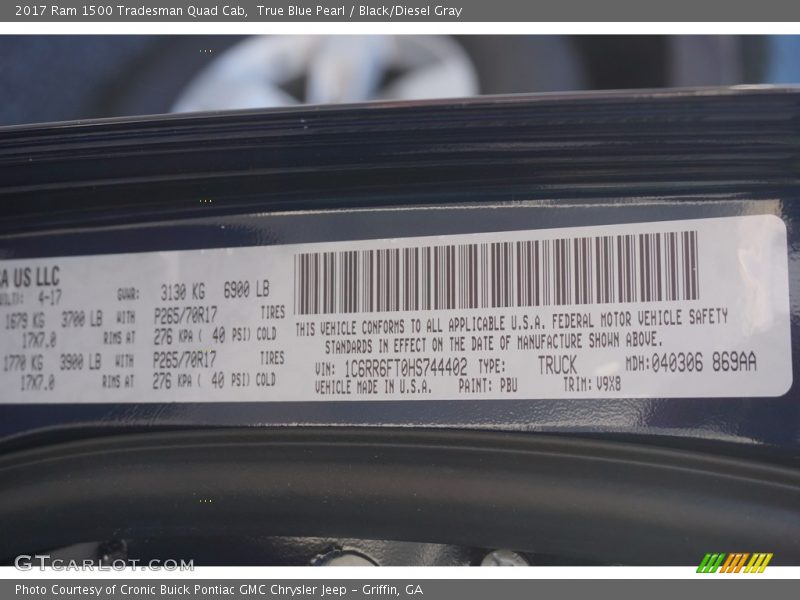 2017 Ram 1500 Tradesman Quad Cab, True Blue Pearl / Black/Diesel Gray
US LLC
4-17 GVWR: 3130 KG 6900 LB
1679 KG 3700 LB WITH P265/70R17 TIRES
17X7.0 RIMS AT 276 KPA ( 40 PSI) COLD
1770 KG 3900 LB WITH P265/70R17 TIRES
17X7.0 RIMS AT 276 KPA ( 40 PSI) COLD
THIS VEHICLE CONFORMS TO ALL APPLICABLE U.S.A. FEDERAL MOTOR VEHICLE SAFETY
STANDARDS IN EFFECT ON THE DATE OF MANUFACTURE SHOWN ABOVE.
VIN: 1C6RR6FT0HS744402 TYPE: TRUCK MDH:040306 869AA
VEHICLE MADE IN U.S.A. PAINT: PBU TRIM: V9X8
GTCARLOT.COM
Photo Courtesy of Cronic Buick Pontiac GMC Chrysler Jeep - Griffin, GA